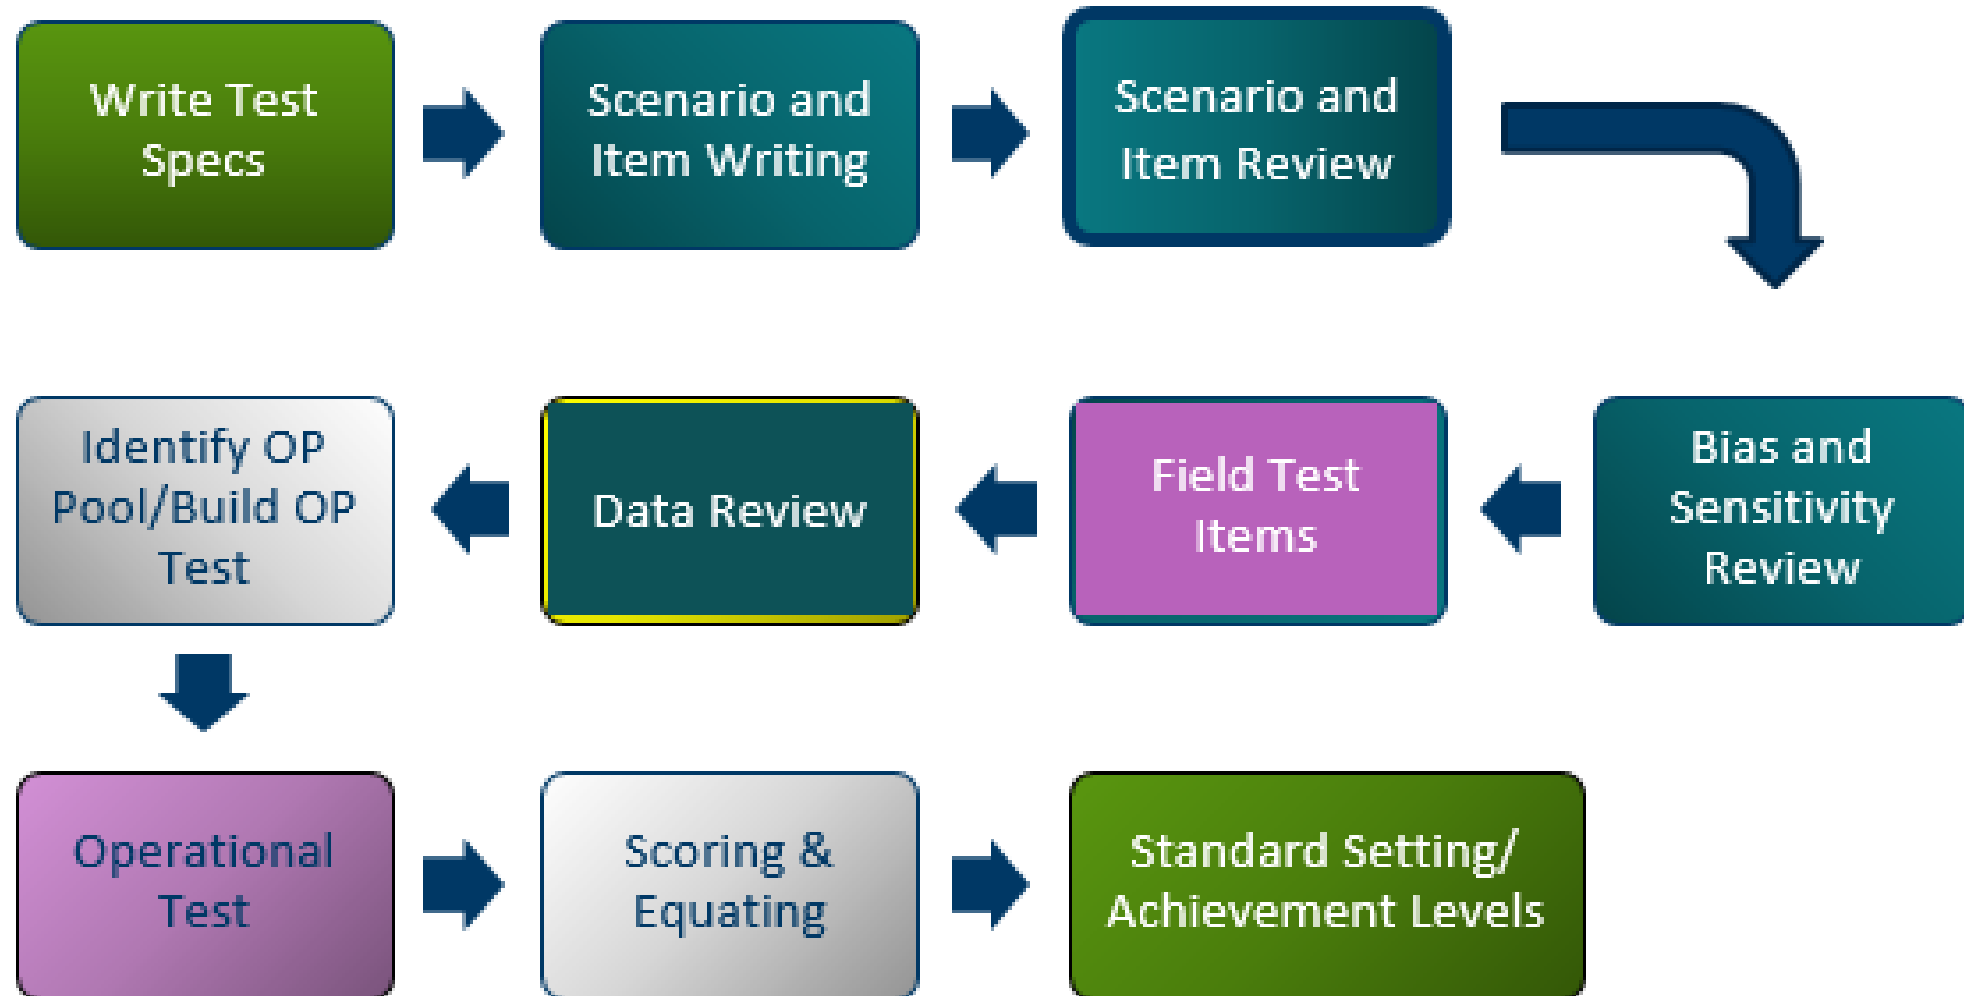 Write Test
Specs
Scenario and
Item Writing
Scenario and
Item Review
Bias and
Sensitivity
Review
Field Test
Items
Data Review
Identify OP
Pool/Build OP
Test
Operational
Test
Scoring &
Equating
Standard Setting/
Achievement Levels